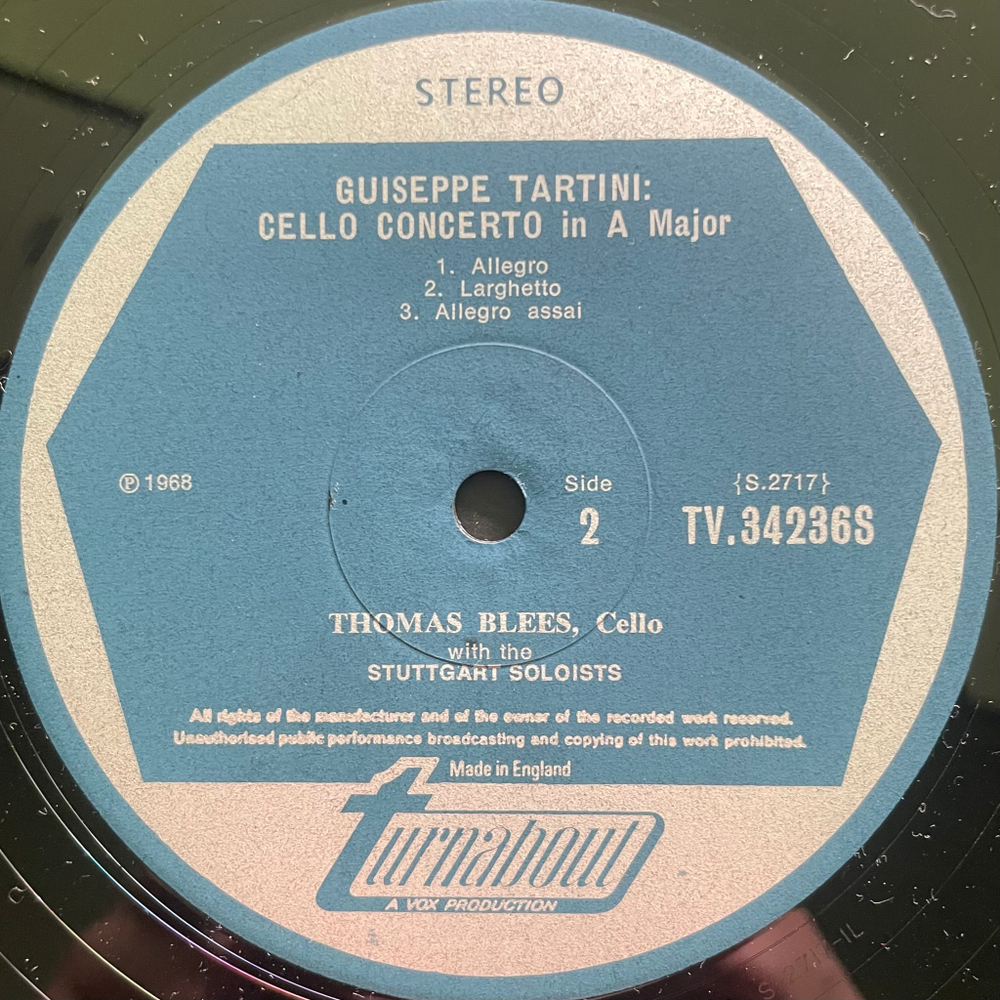 STEREO
GUISEPPE TARTINI:
CELLO CONCERTO in A Major
1. Allegro
2. Larghetto
3. Allegro assai
℗ 1968
Side
2
{S.2717}
TV.34236S
THOMAS BLEES, Cello
with the
STUTTGART SOLOISTS
All rights of the manufacturer and of the owner of the recorded work reserved.
Unauthorised public performance broadcasting and copying of this work prohibited.
Made in England
turnabout
A VOX PRODUCTION